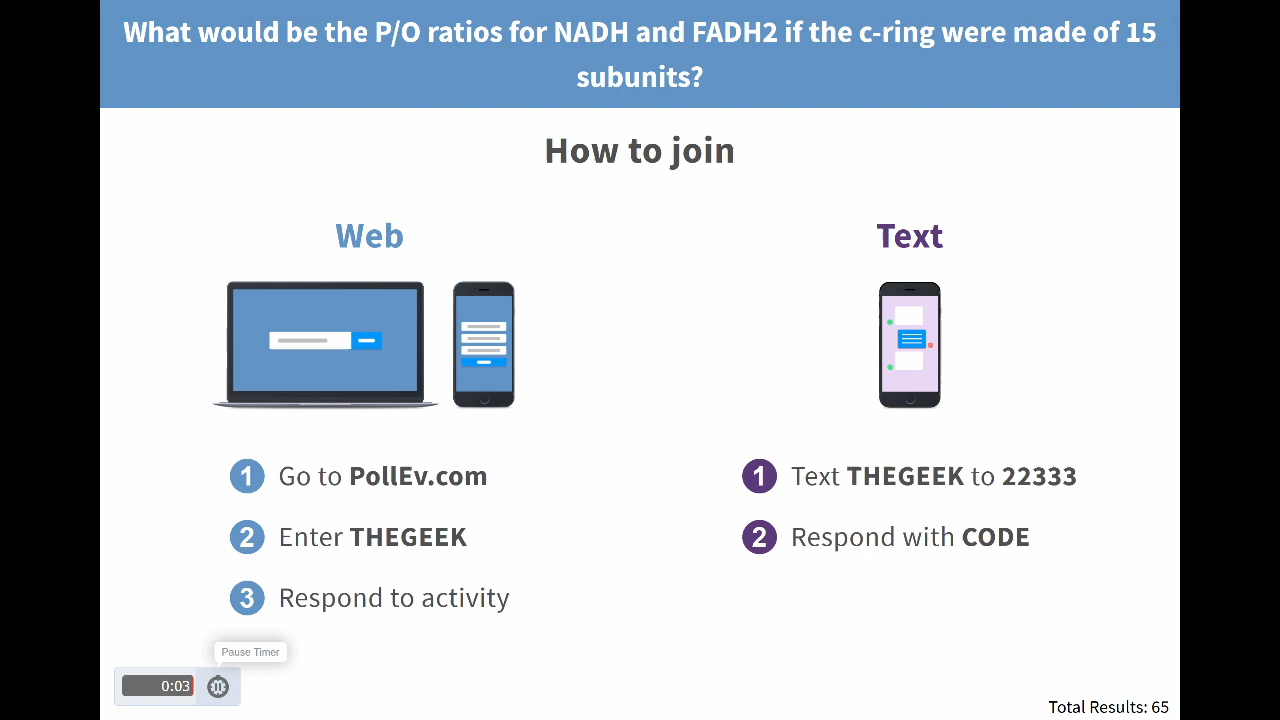 What would be the P/O ratios for NADH and FADH2 if the c-ring were made of 15
subunits?
How to join
Web
Text
1 Go to PollEv.com
2 Enter THEGEEK
3 Respond to activity
1 Text THEGEEK to 22333
2 Respond with CODE
Pause Timer
0:03
Total Results: 65